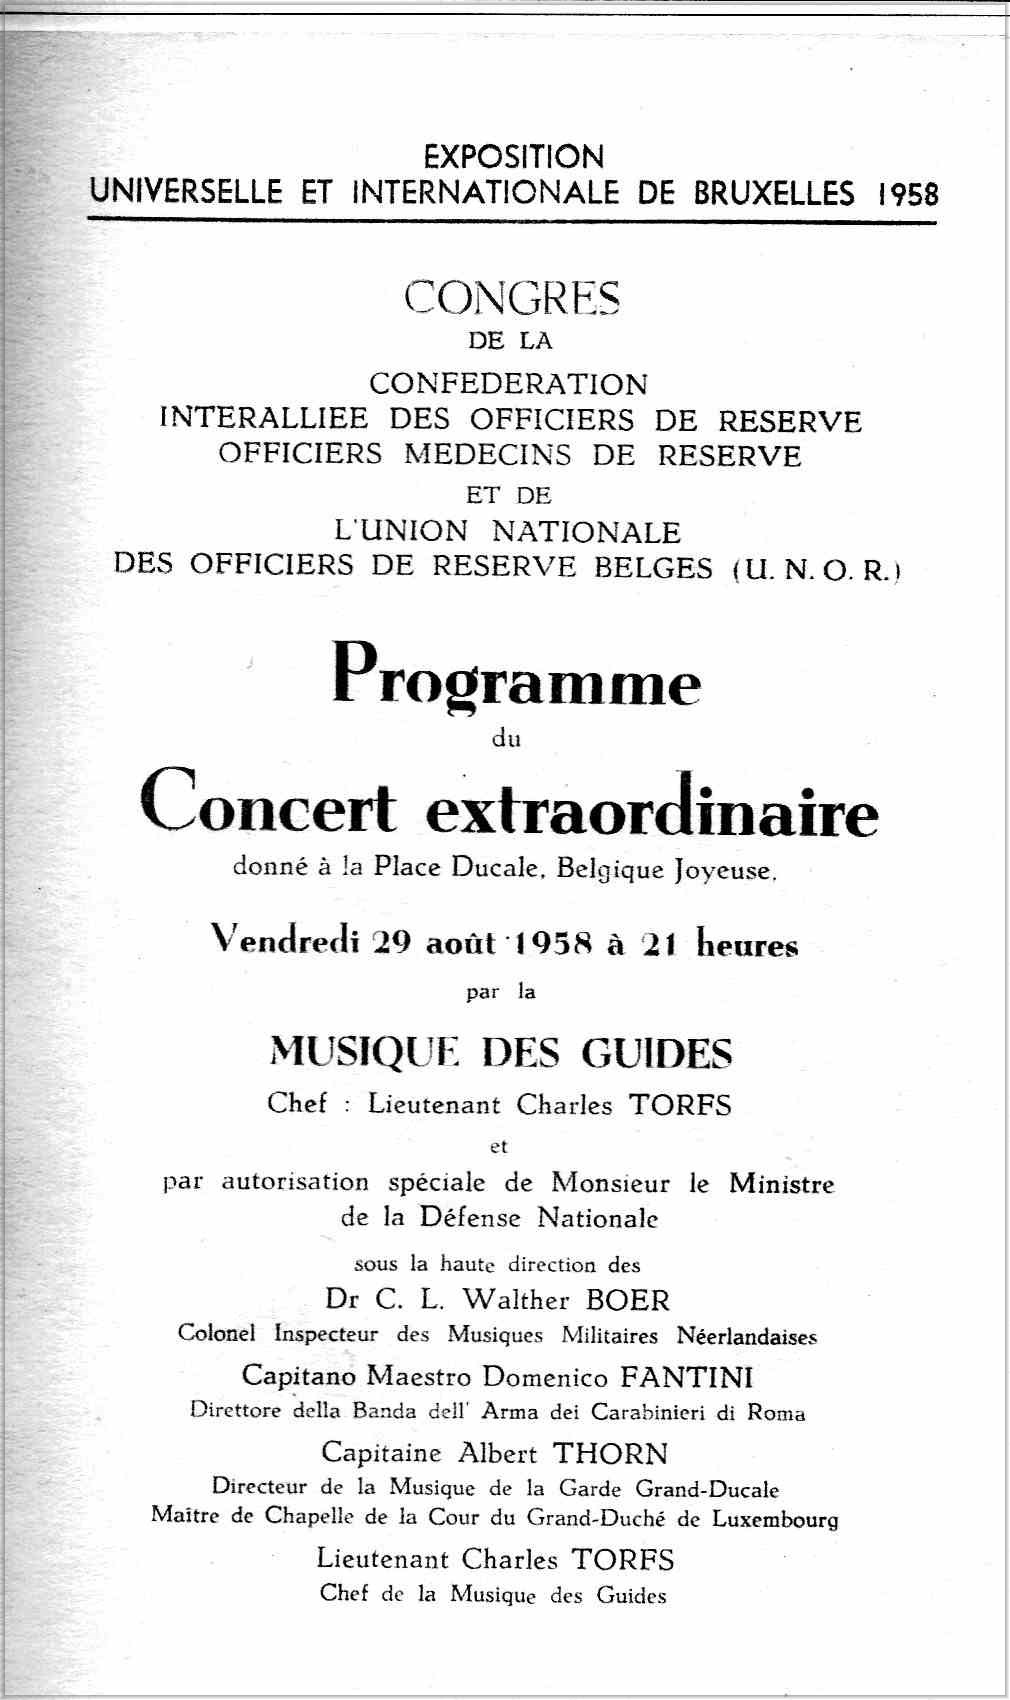 EXPOSITION
UNIVERSELLE ET INTERNATIONALE DE BRUXELLES 1958
CONGRES
DE LA
CONFEDERATION
INTERALLIEE DES OFFICIERS DE RESERVE
OFFICIERS MEDECINS DE RESERVE
ET DE
L'UNION NATIONALE
DES OFFICIERS DE RESERVE BELGES (U. N. O. R.)
Programme
du
Concert extraordinaire
donné à la Place Ducale, Belgique Joyeuse,
Vendredi 29 août 1958 à 21 heures
par la
MUSIQUE DES GUIDES
Chef : Lieutenant Charles TORFS
et
par autorisation spéciale de Monsieur le Ministre
de la Défense Nationale
sous la haute direction des
Dr C. L. Walther BOER
Colonel Inspecteur des Musiques Militaires Néerlandaises
Capitano Maestro Domenico FANTINI
Direttore della Banda dell' Arma dei Carabinieri di Roma
Capitaine Albert THORN
Directeur de la Musique de la Garde Grand-Ducale
Maître de Chapelle de la Cour du Grand-Duché de Luxembourg
Lieutenant Charles TORFS
Chef de la Musique des Guides